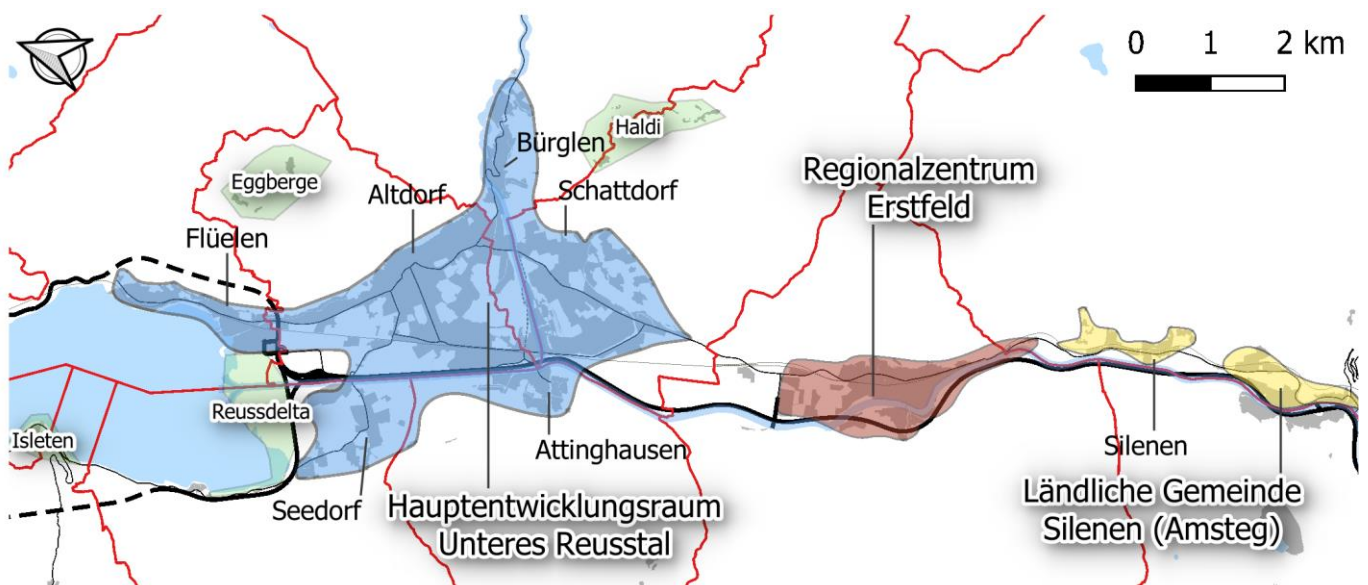 0 1 2 km
Haldi
Bürglen
Eggberge
Altdorf
Schattdorf
Regionalzentrum
Erstfeld
Flüelen
Reussdelta
Isleten
Attinghausen
Silenen
Seedorf
Hauptentwicklungsraum
Unteres Reusstal
Ländliche Gemeinde
Silenen (Amsteg)